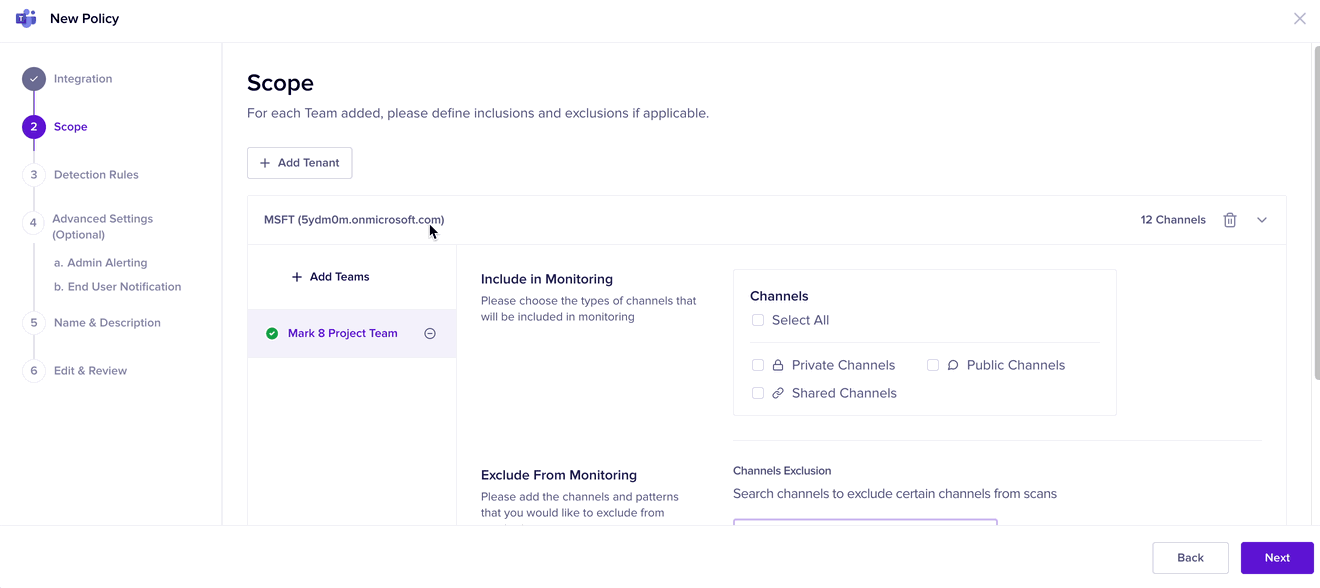 New Policy
Integration
2 Scope
3 Detection Rules
4 Advanced Settings
(Optional)
a. Admin Alerting
b. End User Notification
5 Name & Description
6 Edit & Review
Scope
For each Team added, please define inclusions and exclusions if applicable.
+ Add Tenant
MSFT (5ydm0m.onmicrosoft.com)
12 Channels
+ Add Teams
Mark 8 Project Team
Include in Monitoring
Please choose the types of channels that
will be included in monitoring
Channels
Select All
Private Channels
Public Channels
Shared Channels
Exclude From Monitoring
Please add the channels and patterns
that you would like to exclude from
Channels Exclusion
Search channels to exclude certain channels from scans
Back
Next